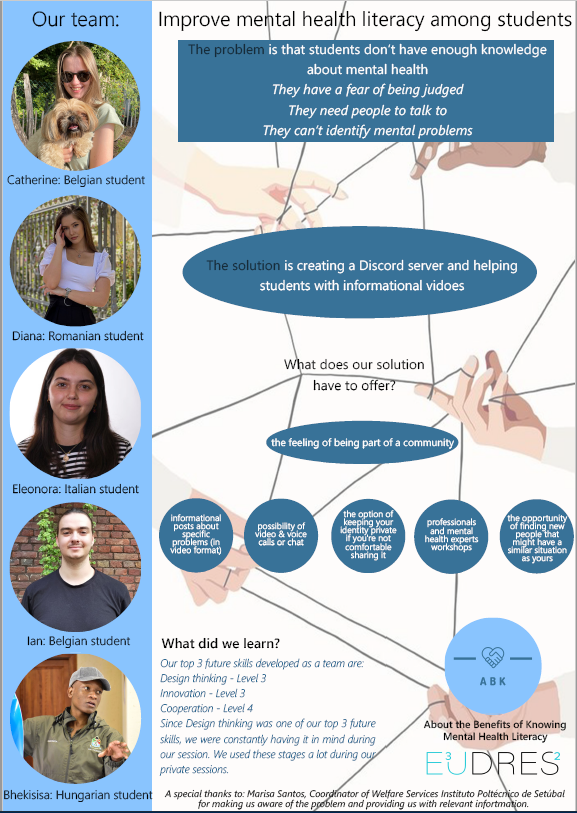 Our team:
Catherine: Belgian student
Diana: Romanian student
Eleonora: Italian student
Ian: Belgian student
Bhekisisa: Hungarian student
Improve mental health literacy among students
The problem is that students don't have enough knowledge
about mental health
They have a fear of being judged
They need people to talk to
They can't identify mental problems
The solution is creating a Discord server and helping
students with informational vidoes
What does our solution
have to offer?
the feeling of being part of a community
informational
posts about
specific
problems (in
video format)
possibility of
video & voice
calls or chat
the option of
keeping your
identity private
if you're not
comfortable
sharing it
professionals
and mental
health experts
workshops
the opportunity
of finding new
people that
might have a
similar situation
as yours
What did we learn?
Our top 3 future skills developed as a team are:
Design thinking - Level 3
Innovation - Level 3
Cooperation - Level 4
Since Design thinking was one of our top 3 future
skills, we were constantly having it in mind during
our session. We used these stages a lot during our
private sessions.
ABK
About the Benefits of Knowing
Mental Health Literacy
E³UDRES²
A special thanks to: Marisa Santos, Coordinator of Welfare Services Instituto Poltécnico de Setúbal
for making us aware of the problem and providing us with relevant infortmation.